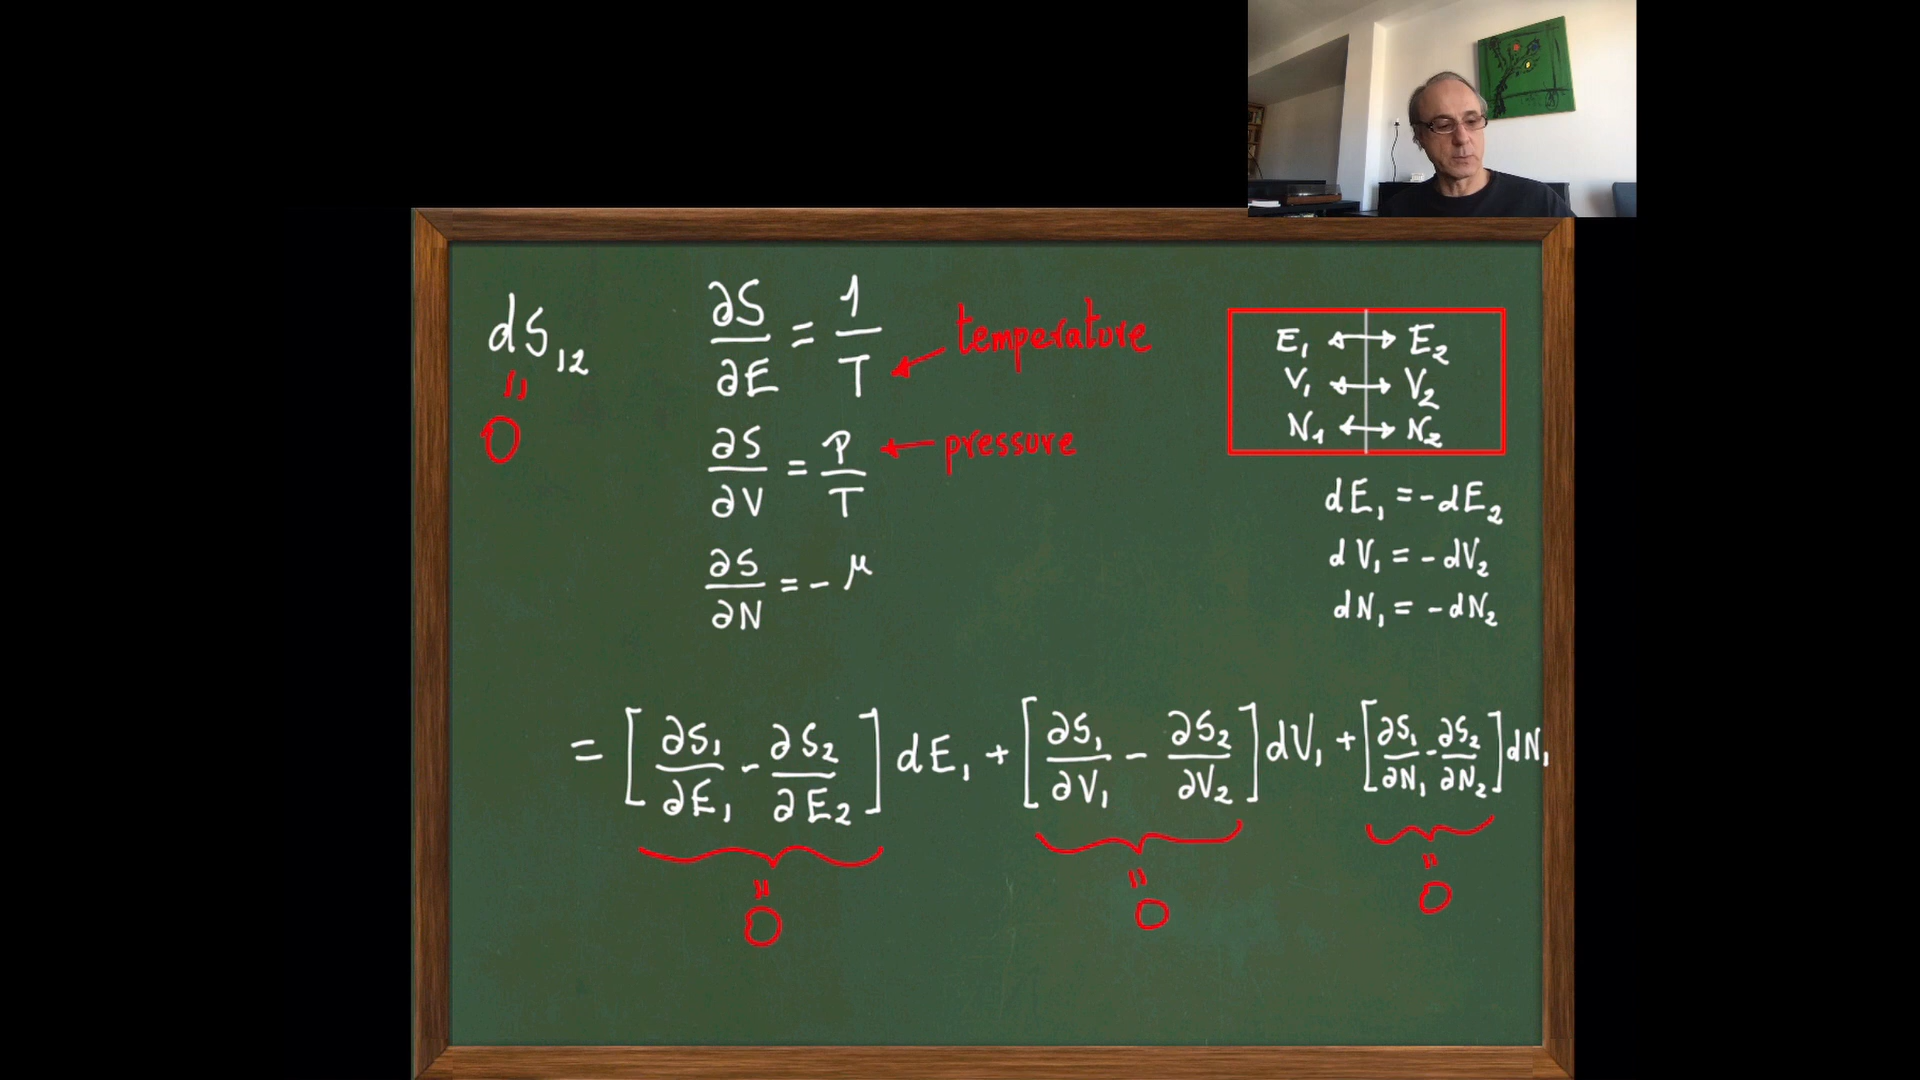 dS₁₂
"
0
∂S/∂E = 1/T ← temperature
∂S/∂V = P/T ← pressure
∂S/∂N = - μ
E₁ ↔ E₂
V₁ ↔ V₂
N₁ ↔ N₂
dE₁ = -dE₂
dV₁ = -dV₂
dN₁ = -dN₂
= [∂S₁/∂E₁ - ∂S₂/∂E₂] dE₁ + [∂S₁/∂V₁ - ∂S₂/∂V₂] dV₁ + [∂S₁/∂N₁ - ∂S₂/∂N₂] dN₁
" " "
0 0 0